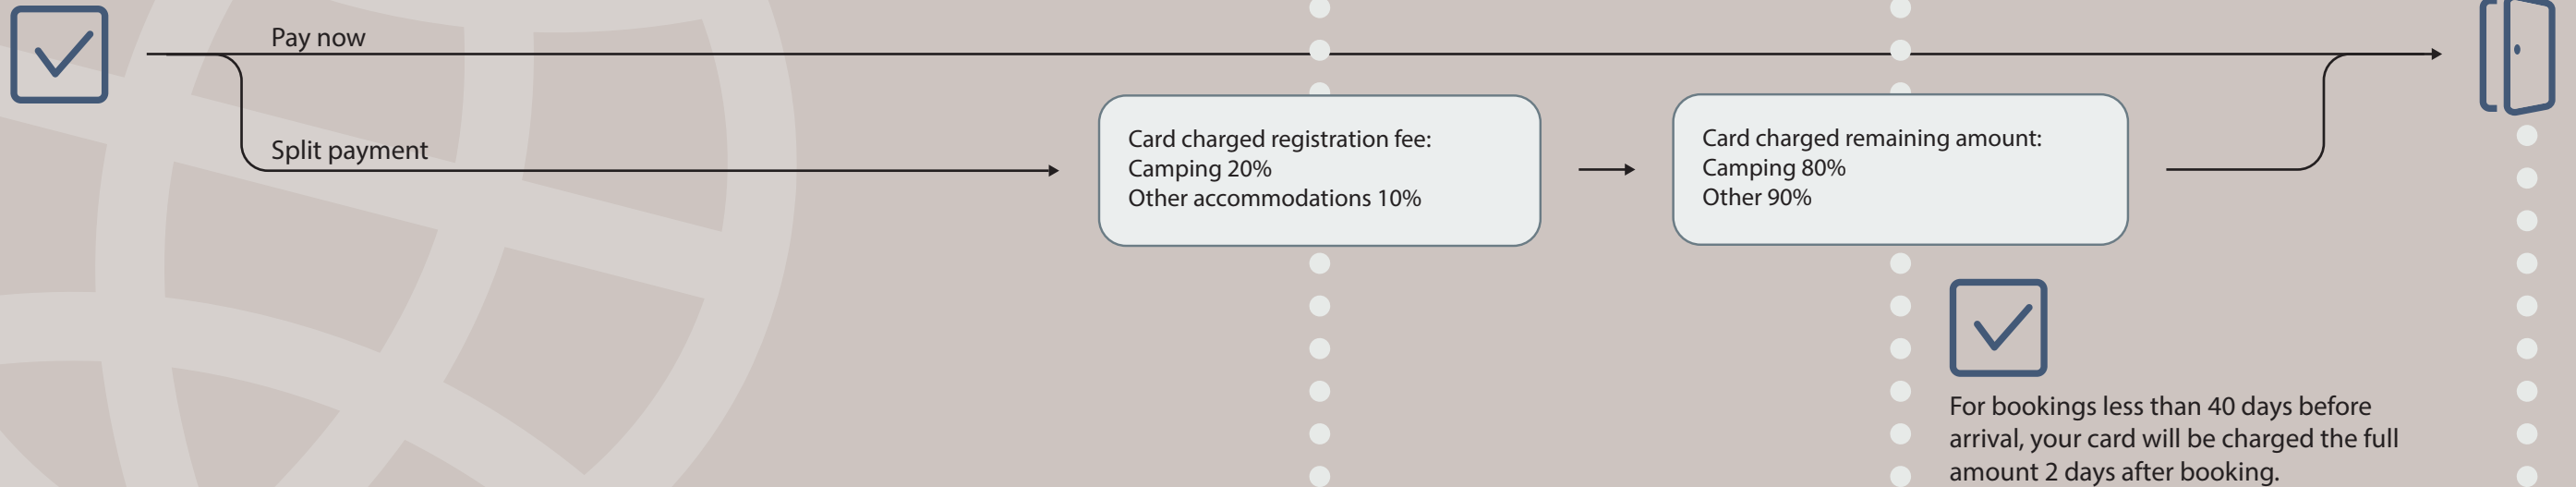 Pay now
Split payment
Card charged registration fee:
Camping 20%
Other accommodations 10%
Card charged remaining amount:
Camping 80%
Other 90%
For bookings less than 40 days before
arrival, your card will be charged the full
amount 2 days after booking.